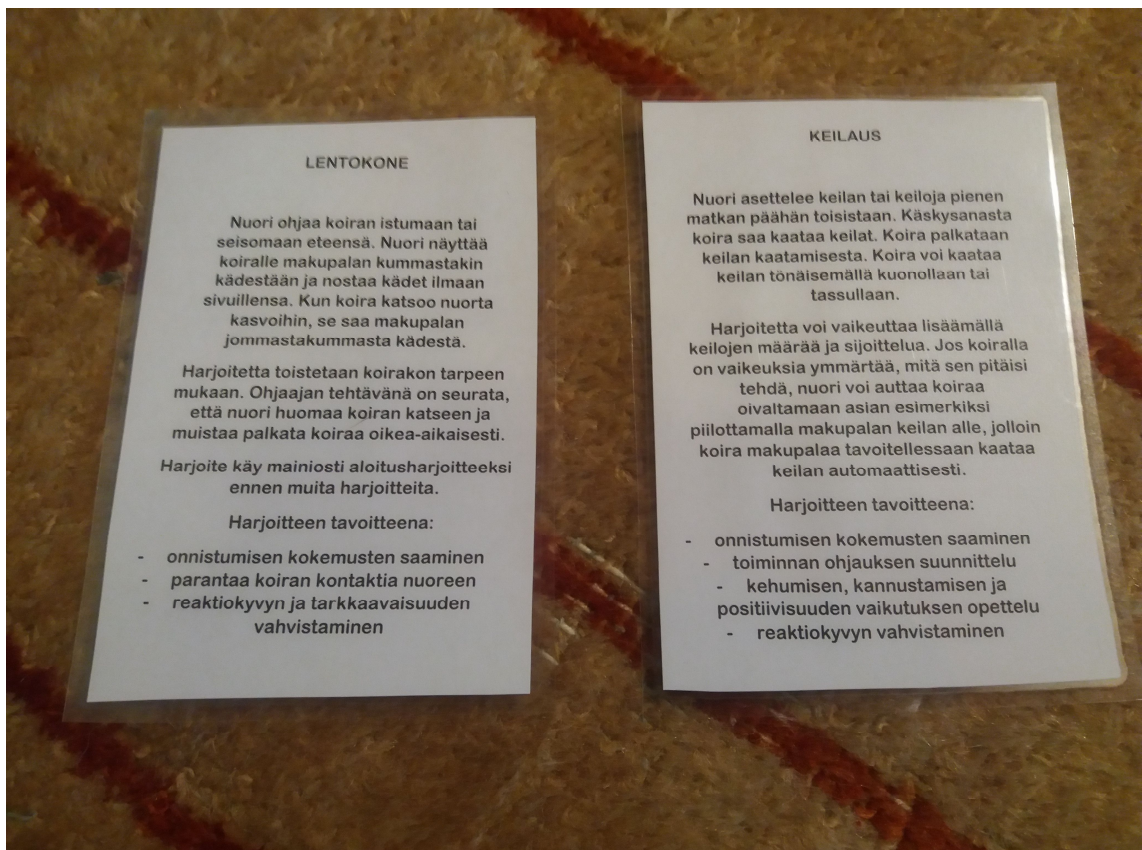 LENTOKONE
Nuori ohjaa koiran istumaan tai
seisomaan eteensä. Nuori näyttää
koiralle makupalan kummastakin
kädestään ja nostaa kädet ilmaan
sivuillensa. Kun koira katsoo nuorta
kasvoihin, se saa makupalan
jommastakummasta kädestä.
Harjoitetta toistetaan koirakon tarpeen
mukaan. Ohjaajan tehtävänä on seurata,
että nuori huomaa koiran katseen ja
muistaa palkata koiraa oikea-aikaisesti.
Harjoite käy mainiosti aloitusharjoitteeksi
ennen muita harjoitteita.
Harjoitteen tavoitteena:
- onnistumisen kokemusten saaminen
- parantaa koiran kontaktia nuoreen
- reaktiokyvyn ja tarkkaavaisuuden
vahvistaminen
KEILAUS
Nuori asettelee keilan tai keiloja pienen
matkan päähän toisistaan. Käskysanasta
koira saa kaataa keilat. Koira palkataan
keilan kaatamisesta. Koira voi kaataa
keilan tönäisemällä kuonollaan tai
tassullaan.
Harjoitetta voi vaikeuttaa lisäämällä
keilojen määrää ja sijoittelua. Jos koiralla
on vaikeuksia ymmärtää, mitä sen pitäisi
tehdä, nuori voi auttaa koiraa
oivaltamaan asian esimerkiksi
piilottamalla makupalan keilan alle, jolloin
koira makupalaa tavoitellessaan kaataa
keilan automaattisesti.
Harjoitteen tavoitteena:
- onnistumisen kokemusten saaminen
- toiminnan ohjauksen suunnittelu
- kehumisen, kannustamisen ja
positiivisuuden vaikutuksen opettelu
- reaktiokyvyn vahvistaminen